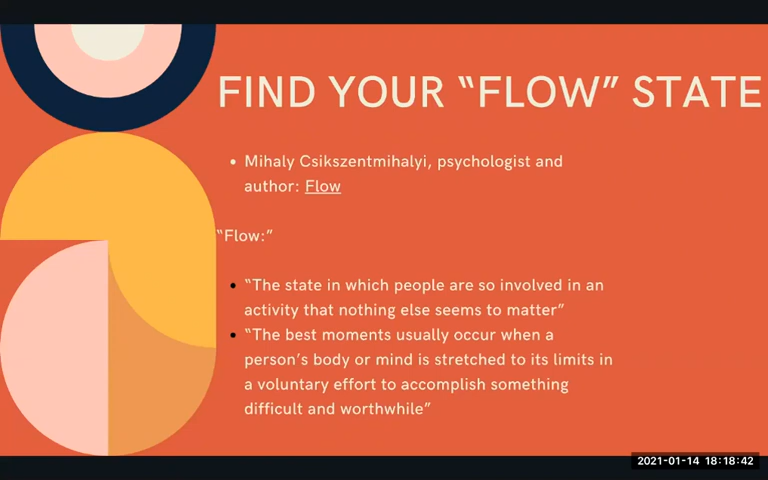 FIND YOUR “FLOW” STATE
• Mihaly Csikszentmihalyi, psychologist and
author: Flow
“Flow:”
• “The state in which people are so involved in an
activity that nothing else seems to matter”
• “The best moments usually occur when a
person’s body or mind is stretched to its limits in
a voluntary effort to accomplish something
difficult and worthwhile”
2021-01-14 18:18:42